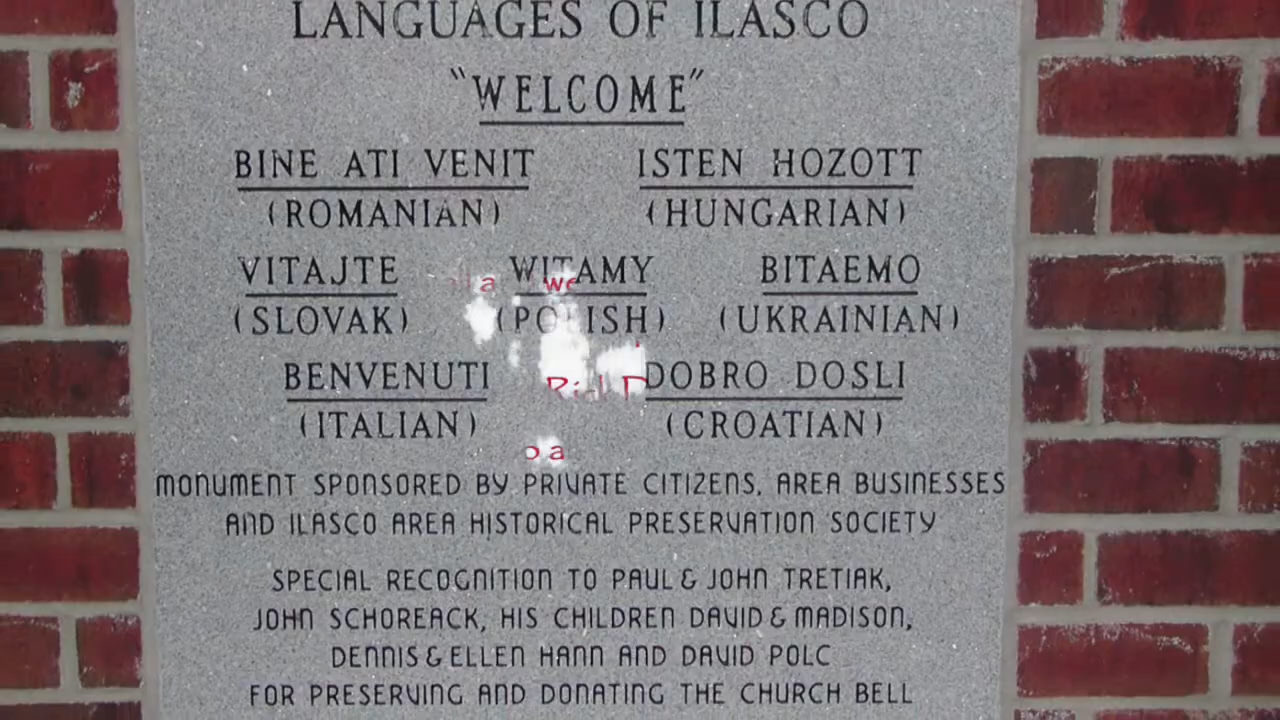 LANGUAGES OF ILASCO
"WELCOME"
BINE ATI VENIT ISTEN HOZOTT
(ROMANIAN) (HUNGARIAN)
VITAJTE WITAMY BITAEMO
(SLOVAK) (POLISH) (UKRAINIAN)
BENVENUTI DOBRO DOSLI
(ITALIAN) (CROATIAN)
MONUMENT SPONSORED BY PRIVATE CITIZENS, AREA BUSINESSES
AND ILASCO AREA HISTORICAL PRESERVATION SOCIETY
SPECIAL RECOGNITION TO PAUL & JOHN TRETIAK,
JOHN SCHOREACK, HIS CHILDREN DAVID & MADISON,
DENNIS & ELLEN HANN AND DAVID POLC
FOR PRESERVING AND DONATING THE CHURCH BELL